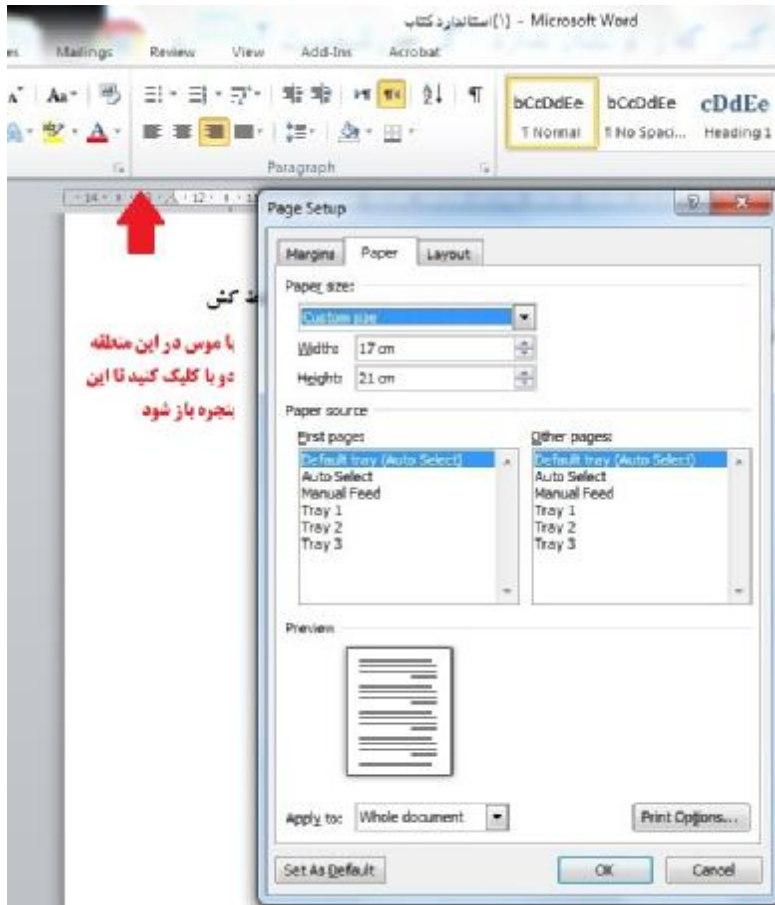 استاندارد کتاب(۱) - Microsoft Word
Mailings Review View Add-Ins Acrobat
Aa
A
¶
bCcDdEe bCcDdEe cDdEe
¶ Normal ¶ No Spaci... Heading 1
Paragraph
14 12
Page Setup
کش
با موس در این منطقه
دو با کلیک کنید تا این
پنجره باز شود
Margins Paper Layout
Paper size:
Custom size
Width: 17 cm
Height: 21 cm
Paper source
First page: Other pages:
Default tray (Auto Select) Default tray (Auto Select)
Auto Select Auto Select
Manual Feed Manual Feed
Tray 1 Tray 1
Tray 2 Tray 2
Tray 3 Tray 3
Preview
Apply to: Whole document Print Options...
Set As Default OK Cancel